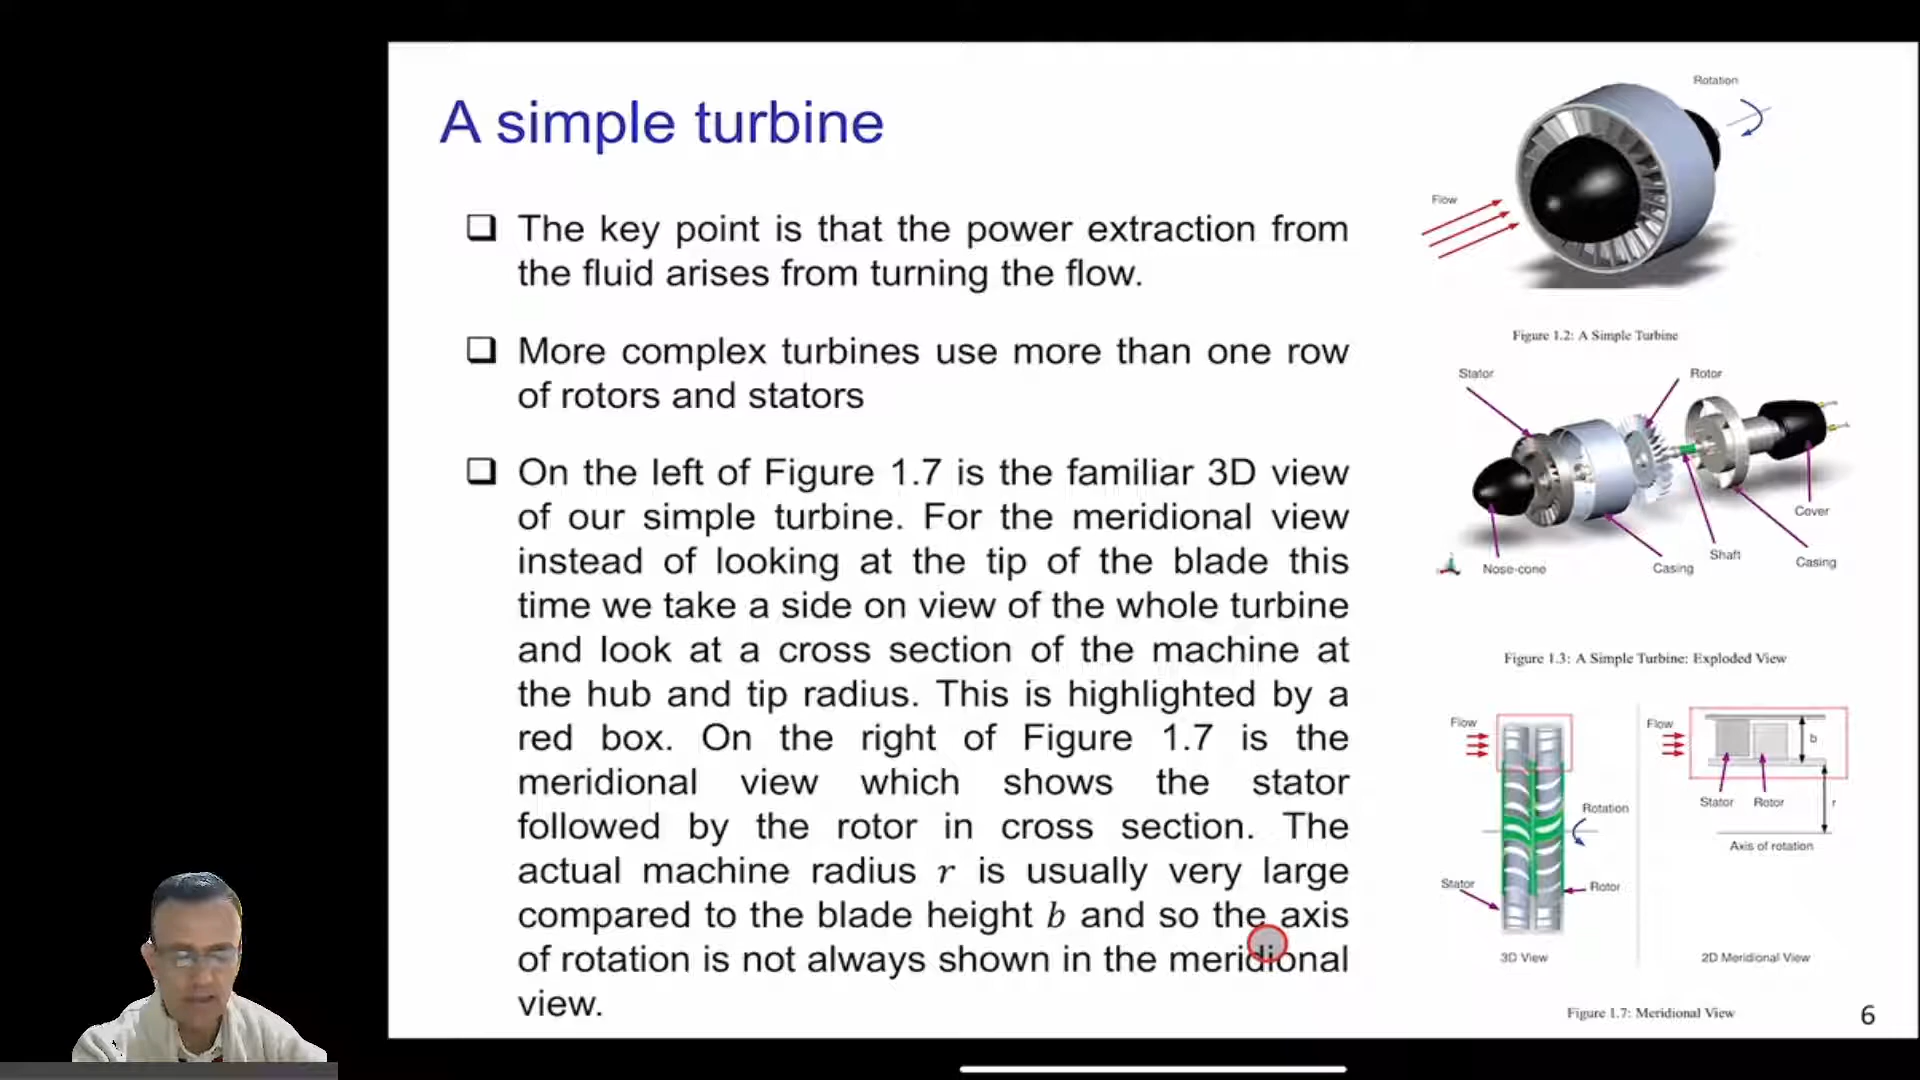 A simple turbine
❑ The key point is that the power extraction from
the fluid arises from turning the flow.
❑ More complex turbines use more than one row
of rotors and stators
❑ On the left of Figure 1.7 is the familiar 3D view
of our simple turbine. For the meridional view
instead of looking at the tip of the blade this
time we take a side on view of the whole turbine
and look at a cross section of the machine at
the hub and tip radius. This is highlighted by a
red box. On the right of Figure 1.7 is the
meridional view which shows the stator
followed by the rotor in cross section. The
actual machine radius r is usually very large
compared to the blade height b and so the axis
of rotation is not always shown in the meridional
view.
Rotation
Flow
Figure 1.2: A Simple Turbine
Stator
Rotor
Cover
Shaft
Casing
Nose-cone
Casing
Figure 1.3: A Simple Turbine: Exploded View
Flow
Rotation
Stator
Rotor
3D View
Flow
b
Stator
Rotor
r
Axis of rotation
2D Meridional View
Figure 1.7: Meridional View
6